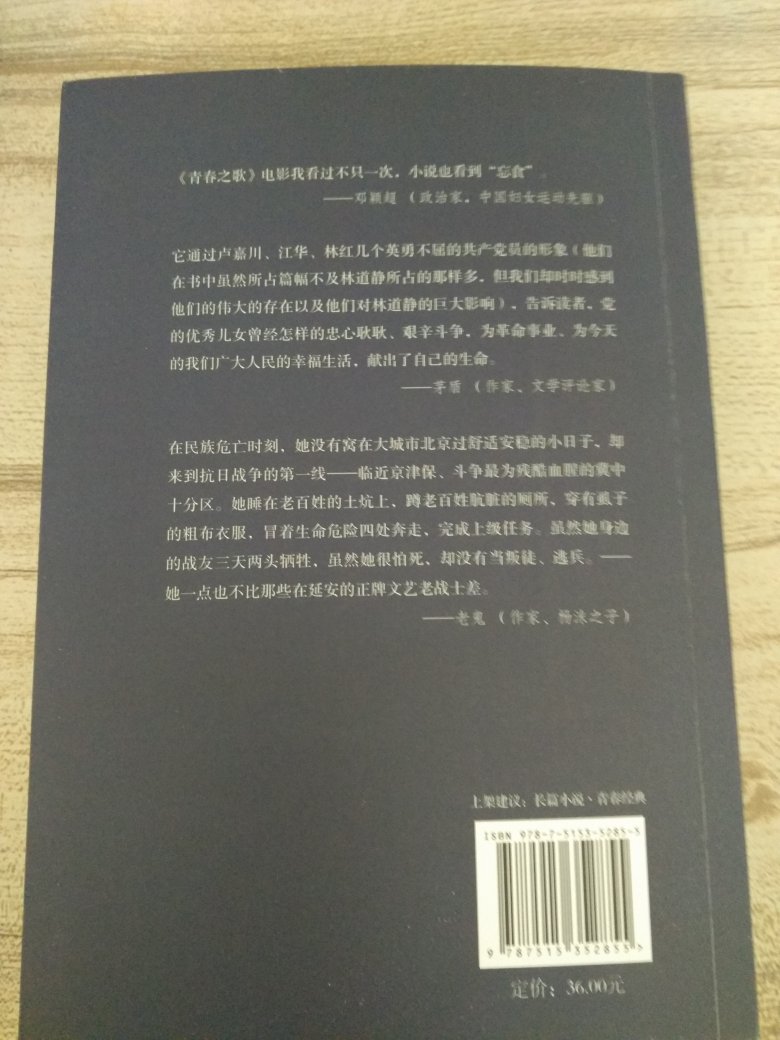 《青春之歌》电影我看过不只一次，小说也看到“忘食”。
——邓颖超（政治家，中国妇女运动先驱）
它通过卢嘉川、江华、林红几个英勇不屈的共产党员的形象（他们
在书中虽然所占篇幅不及林道静所占的那样多，但我们却时时感到
他们的伟大的存在以及他们对林道静的巨大影响），告诉读者，党
的优秀儿女曾经怎样的忠心耿耿、艰辛斗争，为革命事业、为今天
的我们广大人民的幸福生活，献出了自己的生命。
——茅盾（作家、文学评论家）
在民族危亡时刻，她没有窝在大城市北京过舒适安稳的小日子，却
来到抗日战争的第一线——临近京津保、斗争最为残酷血腥的冀中
十分区。她睡在老百姓的土炕上，蹲老百姓肮脏的厕所，穿有虱子
的粗布衣服，冒着生命危险四处奔走，完成上级任务。虽然她身边
的战友三天两头牺牲，虽然她很怕死，却没有当叛徒、逃兵。——
她一点也不比那些在延安的正牌文艺老战士差。
——老鬼（作家、杨沫之子）
上架建议：长篇小说·青春经典
ISBN 978-7-5153-5285-5
9 787515 352855 >
定价：36.00元